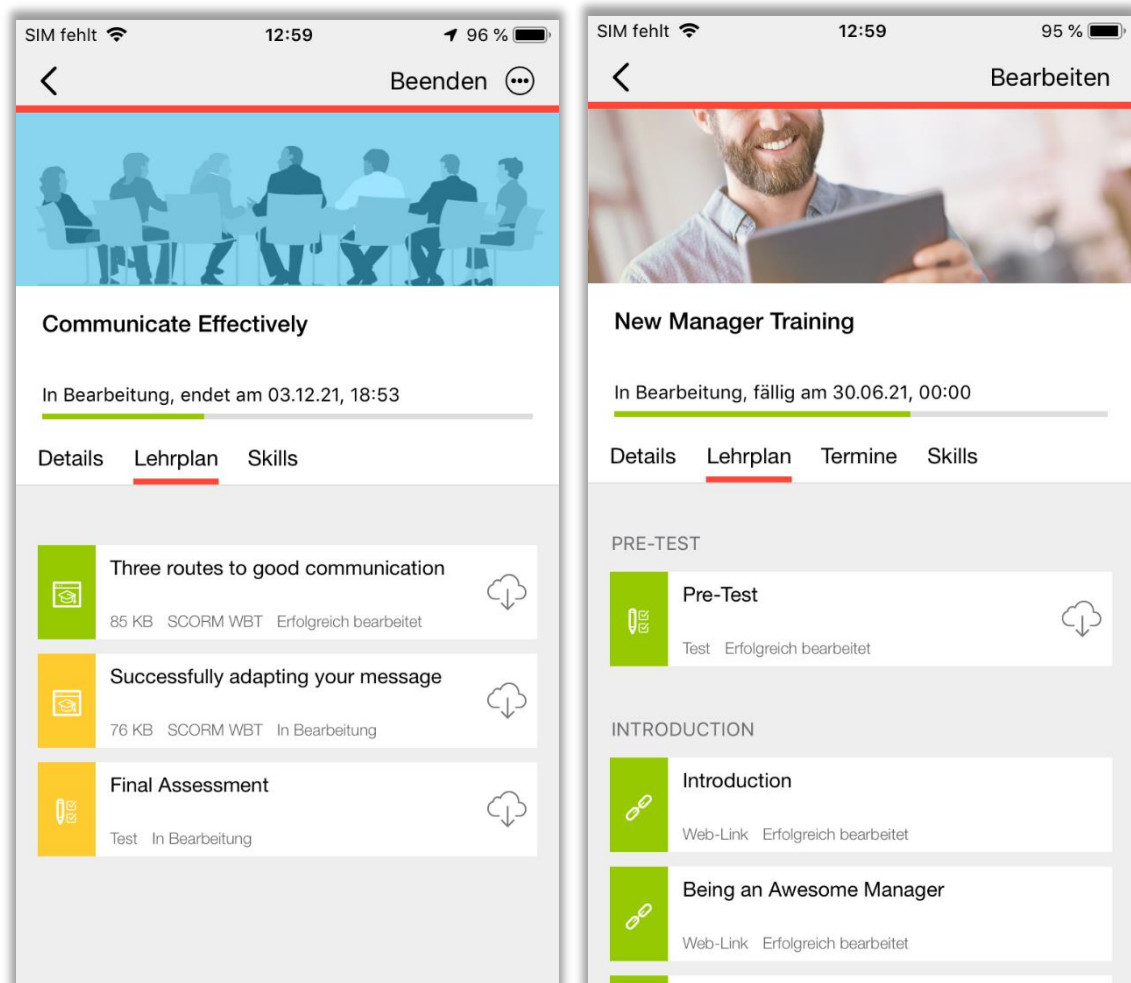 SIM fehlt 12:59 96 %
Beenden
Communicate Effectively
In Bearbeitung, endet am 03.12.21, 18:53
Details Lehrplan Skills
Three routes to good communication
85 KB SCORM WBT Erfolgreich bearbeitet
Successfully adapting your message
76 KB SCORM WBT In Bearbeitung
Final Assessment
Test In Bearbeitung
SIM fehlt 12:59 95 %
Bearbeiten
New Manager Training
In Bearbeitung, fällig am 30.06.21, 00:00
Details Lehrplan Termine Skills
PRE-TEST
Pre-Test
Test Erfolgreich bearbeitet
INTRODUCTION
Introduction
Web-Link Erfolgreich bearbeitet
Being an Awesome Manager
Web-Link Erfolgreich bearbeitet